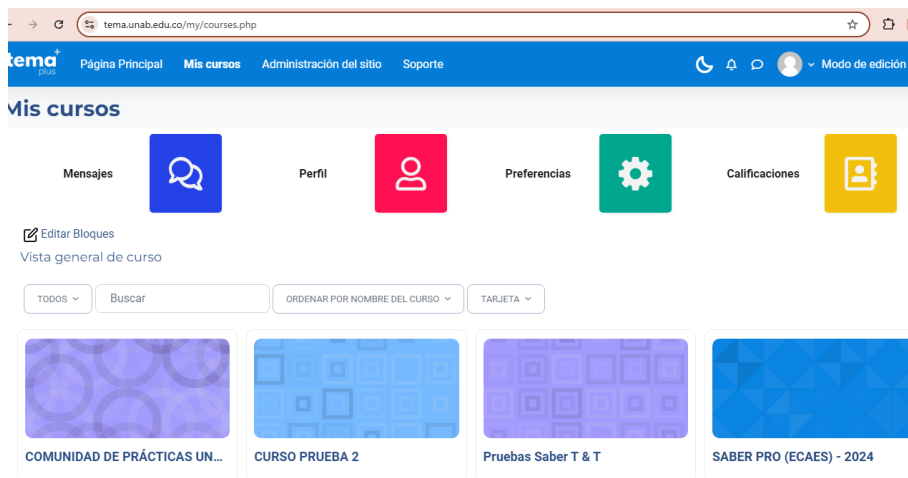 tema.unab.edu.co/my/courses.php
tema+
plus
Página Principal Mis cursos Administración del sitio Soporte Modo de edición
Mis cursos
Mensajes Perfil Preferencias Calificaciones
Editar Bloques
Vista general de curso
TODOS Buscar ORDENAR POR NOMBRE DEL CURSO TARJETA
COMUNIDAD DE PRÁCTICAS UN... CURSO PRUEBA 2 Pruebas Saber T & T SABER PRO (ECAES) - 2024